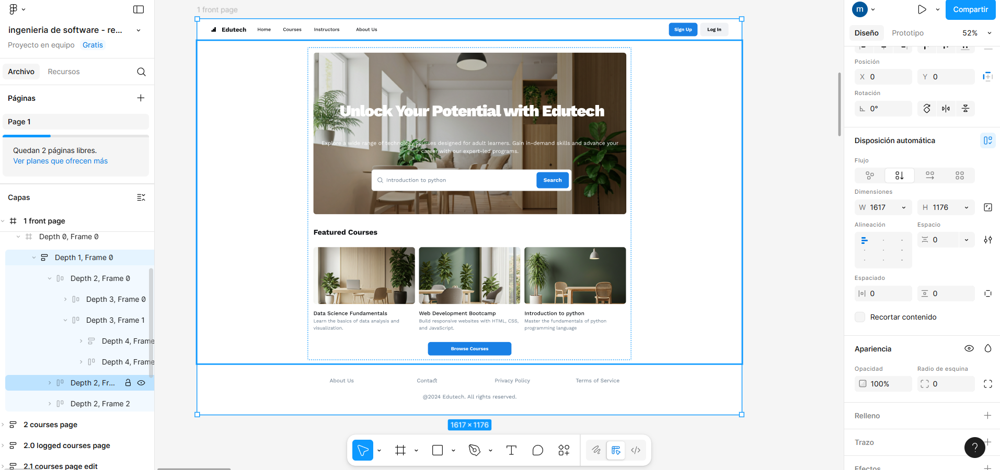 ingenieria de software - re...
Proyecto en equipo Gratis
Archivo Recursos
Páginas
Page 1
Quedan 2 páginas libres.
Ver planes que ofrecen más
Capas
1 front page
Depth 0, Frame 0
Depth 1, Frame 0
Depth 2, Frame 0
Depth 3, Frame 0
Depth 3, Frame 1
Depth 4, Frame
Depth 4, Frame
Depth 2, Fr...
Depth 2, Frame 2
2 courses page
2.0 logged courses page
2.1 courses page edit
1 front page
Edutech Home Courses Instructors About Us Sign Up Log In
Unlock Your Potential with Edutech
Explore a wide range of technology courses designed for adult learners. Gain in-demand skills and advance your
career with our expert-led programs.
Introduction to python Search
Featured Courses
Data Science Fundamentals
Learn the basics of data analysis and
visualization.
Web Development Bootcamp
Build responsive websites with HTML, CSS,
and JavaScript.
Introduction to python
Master the fundamentals of python
programming language
Browse Courses
About Us Contact Privacy Policy Terms of Service
@2024 Edutech. All rights reserved.
1617 × 1176
m Compartir
Diseño Prototipo 52%
Posición
X 0 Y 0
Rotación
0°
Disposición automática
Flujo
Dimensiones
W 1617 H 1176
Alineación Espacio
0
Espaciado
0 0
Recortar contenido
Apariencia
Opacidad Radio de esquina
100% 0
Relleno
Trazo
?
Efectos